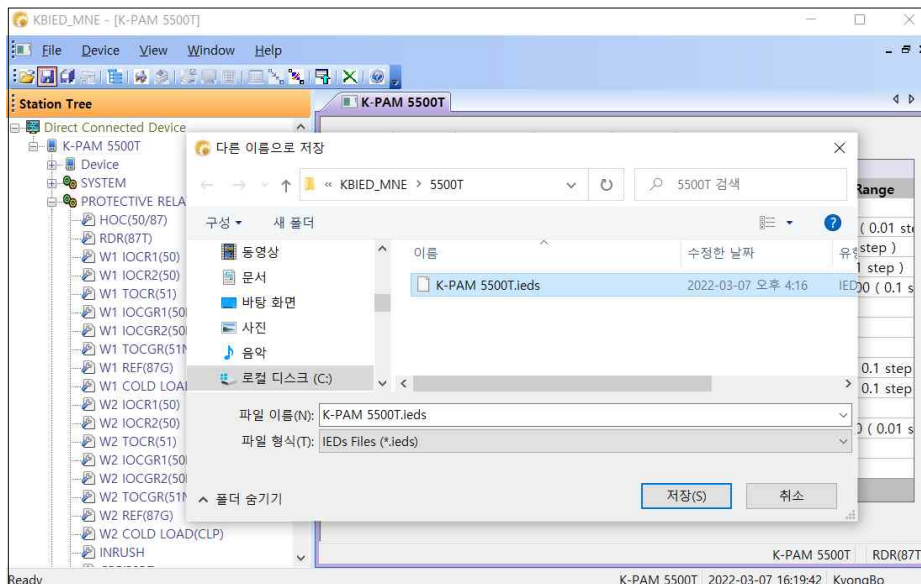 KBIED_MNE - [K-PAM 5500T]
File Device View Window Help
Station Tree
K-PAM 5500T
Direct Connected Device
K-PAM 5500T
Device
SYSTEM
PROTECTIVE RELA
HOC(50/87)
RDR(87T)
W1 IOCR1(50)
W1 IOCR2(50)
W1 TOCR(51)
W1 IOCGR1(50
W1 IOCGR2(50
W1 TOCGR(51N
W1 REF(87G)
W1 COLD LOA
W2 IOCR1(50)
W2 IOCR2(50)
W2 TOCR(51)
W2 IOCGR1(50
W2 IOCGR2(50
W2 TOCGR(51N
W2 REF(87G)
W2 COLD LOAD(CLP)
INRUSH
다른 이름으로 저장
« KBIED_MNE > 5500T
5500T 검색
구성 새 폴더
동영상
문서
바탕 화면
사진
음악
로컬 디스크 (C:)
이름 수정한 날짜 유형
K-PAM 5500T.ieds 2022-03-07 오후 4:16 IED
파일 이름(N): K-PAM 5500T.ieds
파일 형식(T): IEDs Files (*.ieds)
폴더 숨기기 저장(S) 취소
Range
( 0.01 st
step )
1 step )
00 ( 0.1 s
0.1 step
0.1 step
0 ( 0.01 s
K-PAM 5500T RDR(87T
Ready K-PAM 5500T 2022-03-07 16:19:42 KyongBo